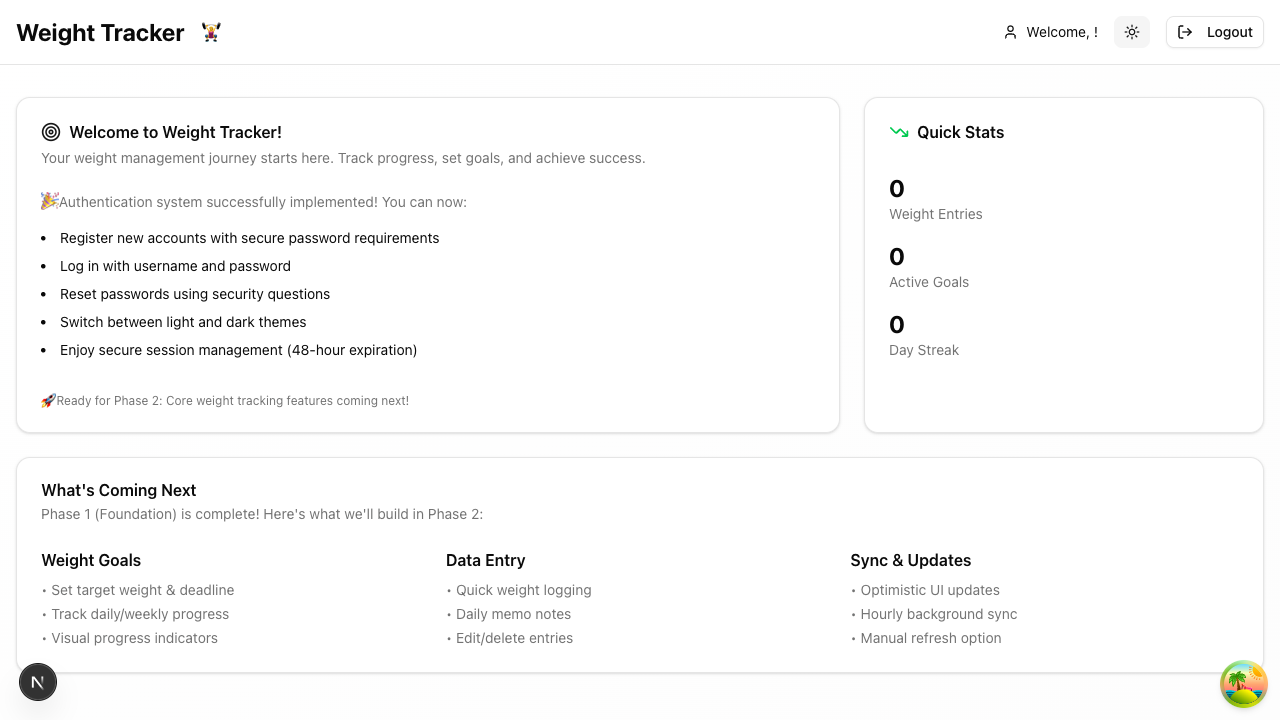 Weight Tracker 🏋️‍♀️
Welcome, !
Logout
Welcome to Weight Tracker!
Your weight management journey starts here. Track progress, set goals, and achieve success.
🎉Authentication system successfully implemented! You can now:
• Register new accounts with secure password requirements
• Log in with username and password
• Reset passwords using security questions
• Switch between light and dark themes
• Enjoy secure session management (48-hour expiration)
🚀Ready for Phase 2: Core weight tracking features coming next!
Quick Stats
0
Weight Entries
0
Active Goals
0
Day Streak
What's Coming Next
Phase 1 (Foundation) is complete! Here's what we'll build in Phase 2:
Weight Goals
• Set target weight & deadline
• Track daily/weekly progress
• Visual progress indicators
Data Entry
• Quick weight logging
• Daily memo notes
• Edit/delete entries
Sync & Updates
• Optimistic UI updates
• Hourly background sync
• Manual refresh option
N